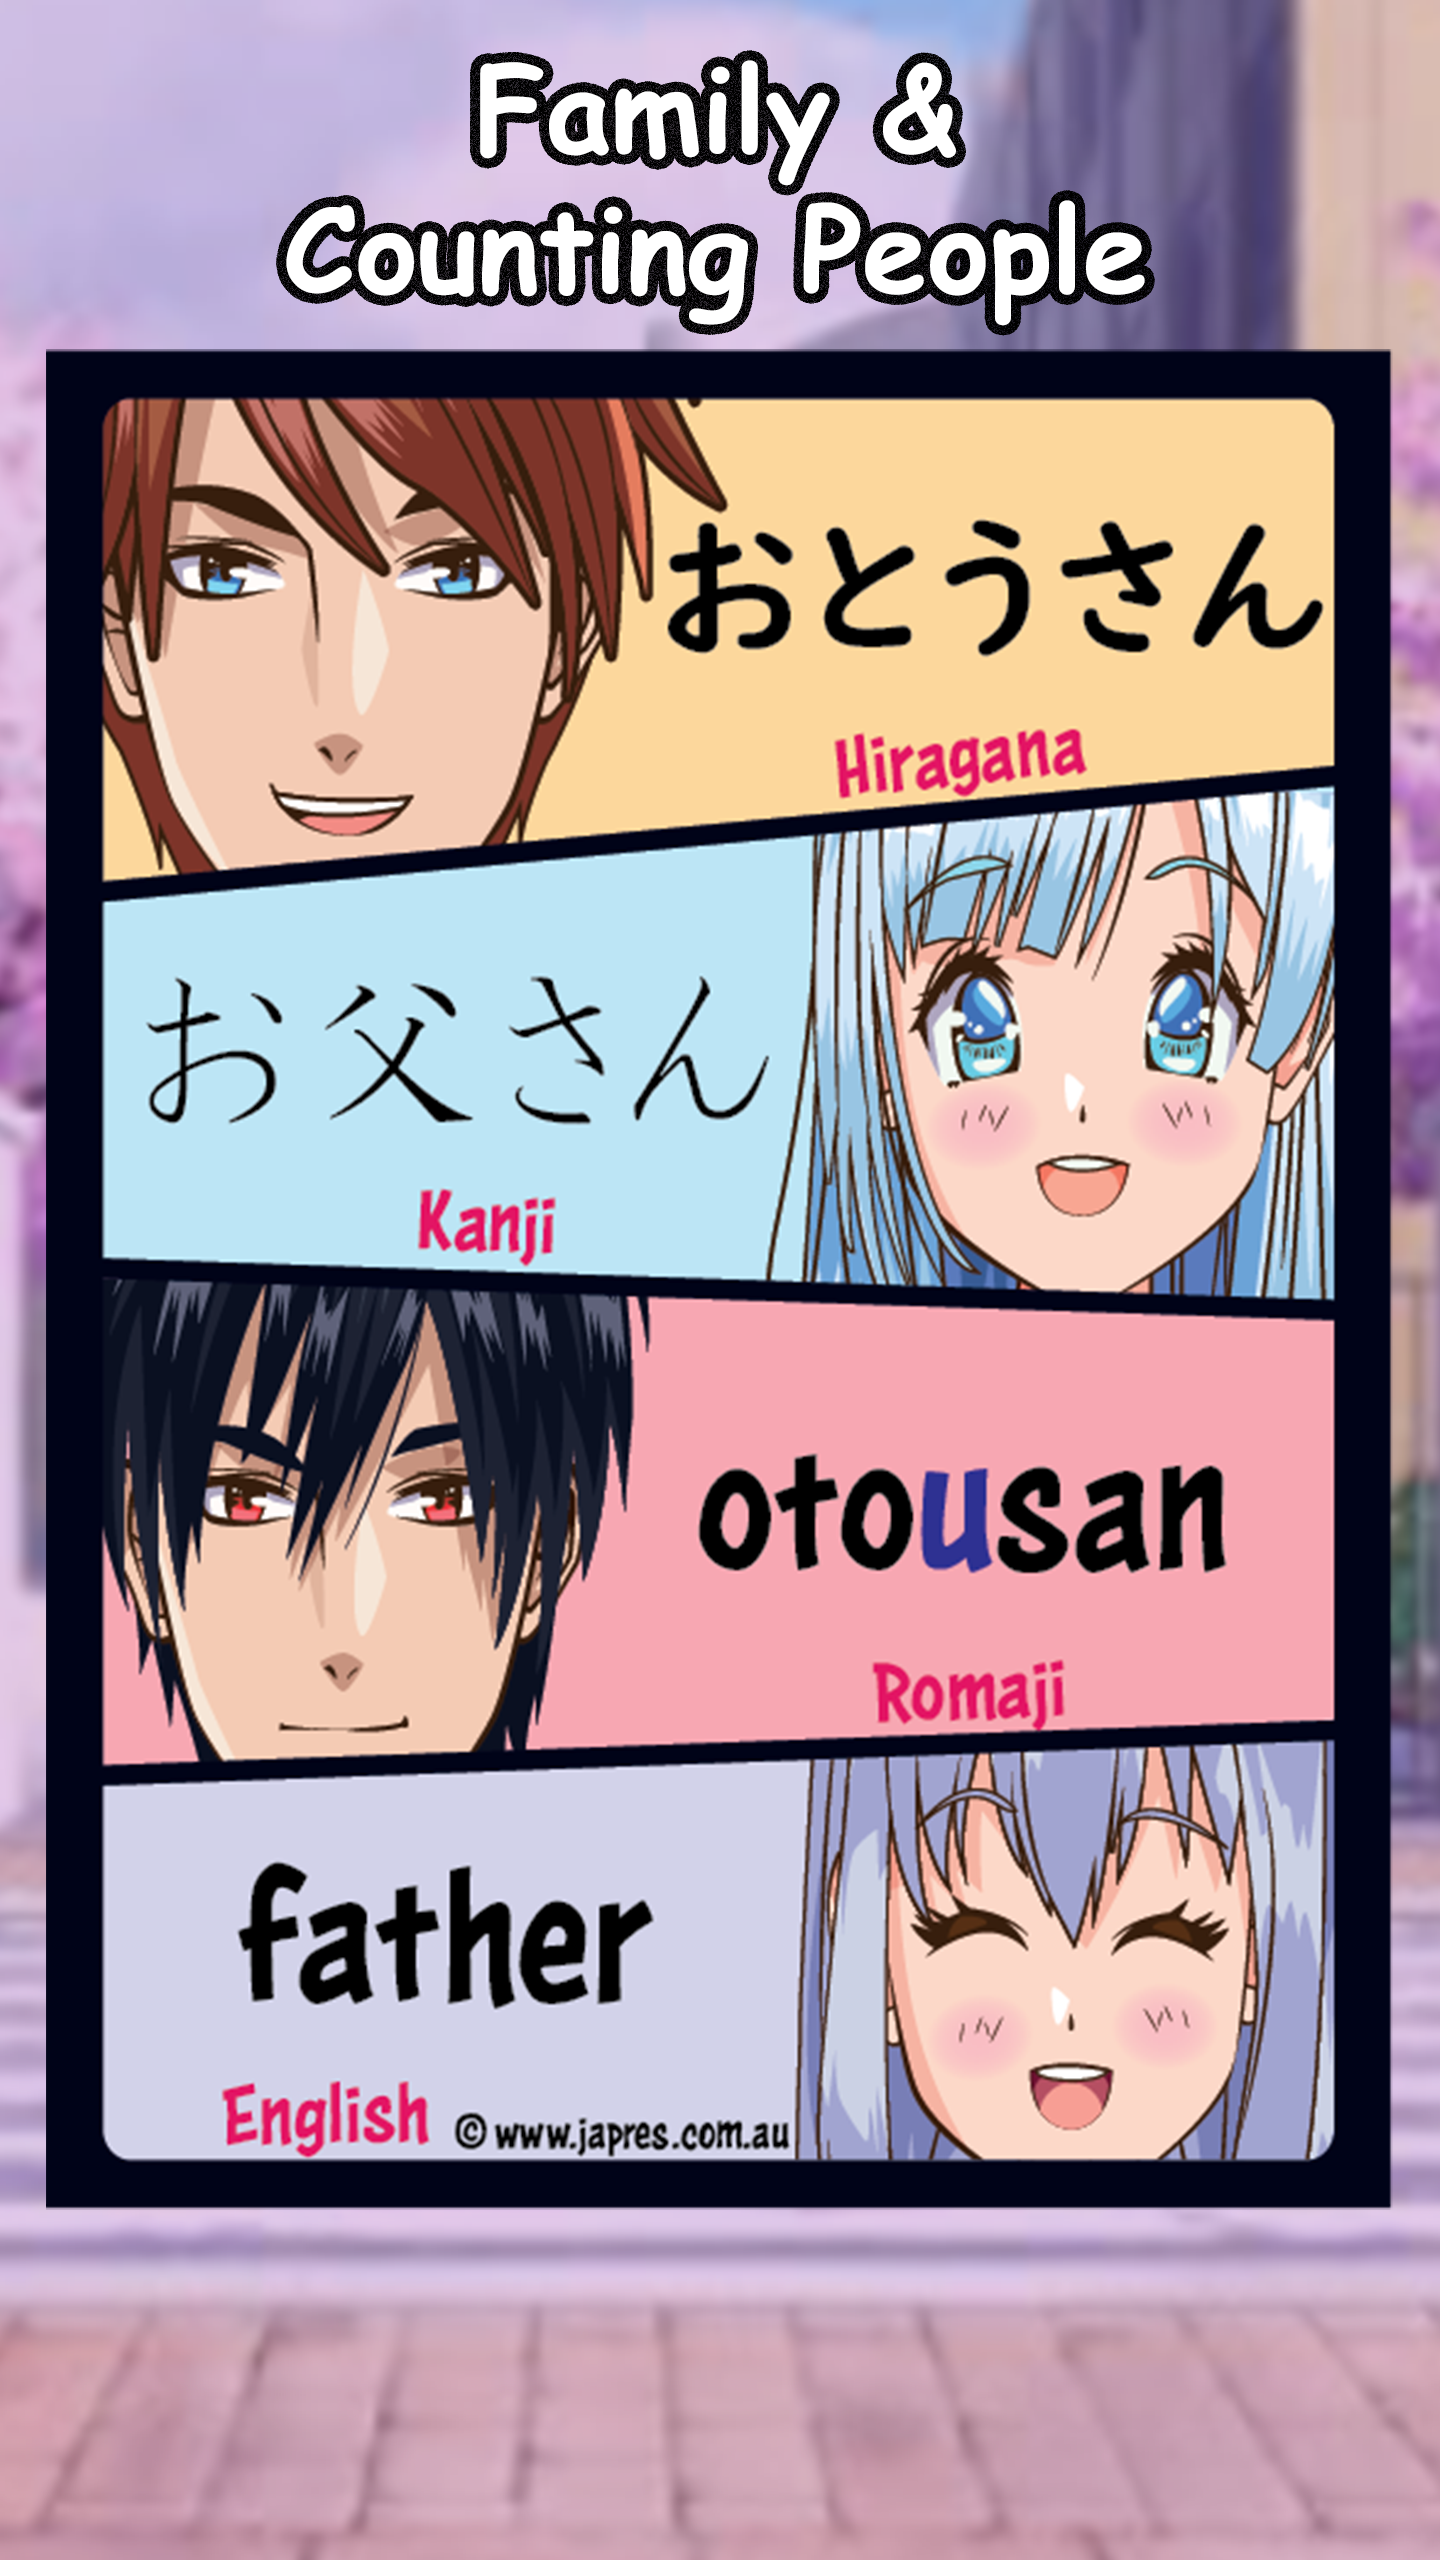 Family &
Counting People
おとうさん
Hiragana
お父さん
Kanji
otousan
Romaji
father
English © www.japres.com.au